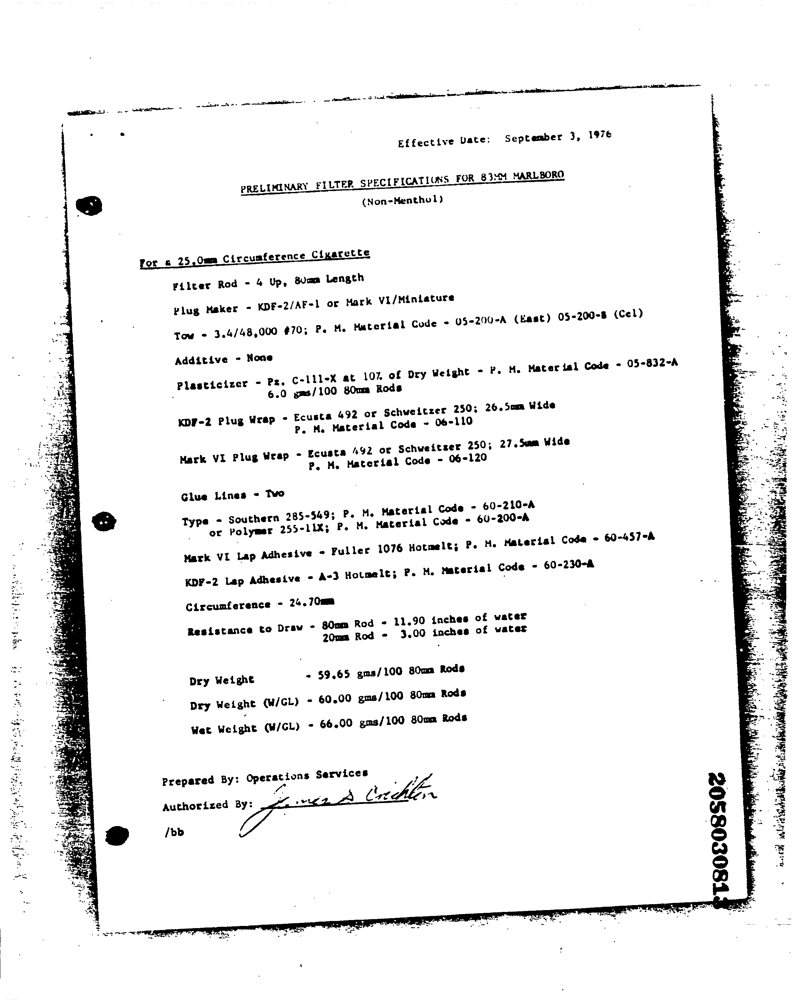 Effective Date: September 3, 1976
PRELIMINARY FILTER SPECIFICATIONS FOR 83MM MARLBORO
(Non-Menthol)
For a 25.0mm Circumference Cigarette
Filter Rod - 4 Up, 80mm Length
Plug Maker - KDF-2/AF-1 or Mark VI/Miniature
Tow - 3.4/48,000 #70; P. M. Material Code - 05-200-A (East) 05-200-B (Cel)
Additive - None
Plasticizer - Pz. C-111-X at 10% of Dry Weight - P. M. Material Code - 05-832-A
6.0 gms/100 80mm Rods
KDF-2 Plug Wrap - Ecusta 492 or Schweitzer 250; 26.5mm Wide
P. M. Material Code - 06-110
Mark VI Plug Wrap - Ecusta 492 or Schweitzer 250; 27.5mm Wide
P. M. Material Code - 06-120
Glue Lines - Two
Type - Southern 285-549; P. M. Material Code - 60-210-A
or Polymer 255-11X; P. M. Material Code - 60-200-A
Mark VI Lap Adhesive - Fuller 1076 Hotmelt; P. M. Material Code - 60-457-A
KDF-2 Lap Adhesive - A-3 Hotmelt; P. M. Material Code - 60-230-A
Circumference - 24.70mm
Resistance to Draw - 80mm Rod - 11.90 inches of water
20mm Rod - 3.00 inches of water
Dry Weight - 59.65 gms/100 80mm Rods
Dry Weight (W/GL) - 60.00 gms/100 80mm Rods
Wet Weight (W/GL) - 66.00 gms/100 80mm Rods
Prepared By: Operations Services
Authorized By: James D Crichton
/bb
2058030813